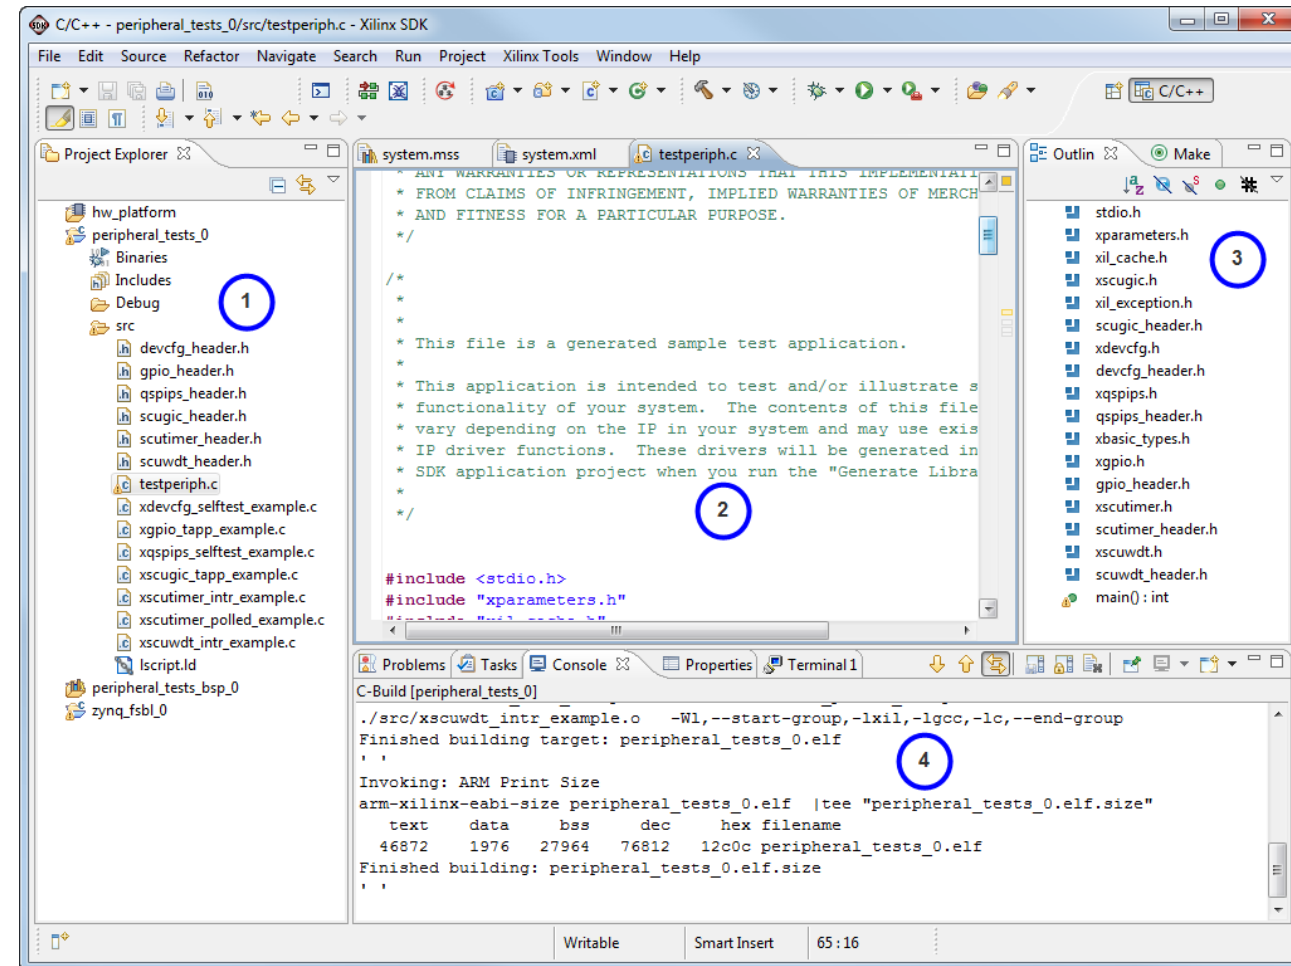 C/C++ - peripheral_tests_0/src/testperiph.c - Xilinx SDK
File Edit Source Refactor Navigate Search Run Project Xilinx Tools Window Help
C/C++
Project Explorer
hw_platform
peripheral_tests_0
Binaries
Includes
Debug
src
devcfg_header.h
gpio_header.h
qspips_header.h
scugic_header.h
scutimer_header.h
scuwdt_header.h
testperiph.c
xdevcfg_selftest_example.c
xgpio_tapp_example.c
xqspips_selftest_example.c
xscugic_tapp_example.c
xscutimer_intr_example.c
xscutimer_polled_example.c
xscuwdt_intr_example.c
lscript.ld
peripheral_tests_bsp_0
zynq_fsbl_0
1
system.mss system.xml testperiph.c
* ANY WARRANTIES OR REPRESENTATIONS THAT THIS IMPLEMENTATI
* FROM CLAIMS OF INFRINGEMENT, IMPLIED WARRANTIES OF MERCH
* AND FITNESS FOR A PARTICULAR PURPOSE.
*/
/*
*
*
* This file is a generated sample test application.
*
* This application is intended to test and/or illustrate s
* functionality of your system. The contents of this file
* vary depending on the IP in your system and may use exis
* IP driver functions. These drivers will be generated in
* SDK application project when you run the "Generate Libra
*
*/
2
#include <stdio.h>
#include "xparameters.h"
#include "xil_cache.h"
Outlin Make
stdio.h
xparameters.h
xil_cache.h
xscugic.h
xil_exception.h
scugic_header.h
xdevcfg.h
devcfg_header.h
xqspips.h
qspips_header.h
xbasic_types.h
xgpio.h
gpio_header.h
xscutimer.h
scutimer_header.h
xscuwdt.h
scuwdt_header.h
main() : int
3
Problems Tasks Console Properties Terminal 1
C-Build [peripheral_tests_0]
./src/xscuwdt_intr_example.o -Wl,--start-group,-lxil,-lgcc,-lc,--end-group
Finished building target: peripheral_tests_0.elf
' '
Invoking: ARM Print Size
arm-xilinx-eabi-size peripheral_tests_0.elf |tee "peripheral_tests_0.elf.size"
text data bss dec hex filename
46872 1976 27964 76812 12c0c peripheral_tests_0.elf
Finished building: peripheral_tests_0.elf.size
' '
4
Writable Smart Insert 65 : 16